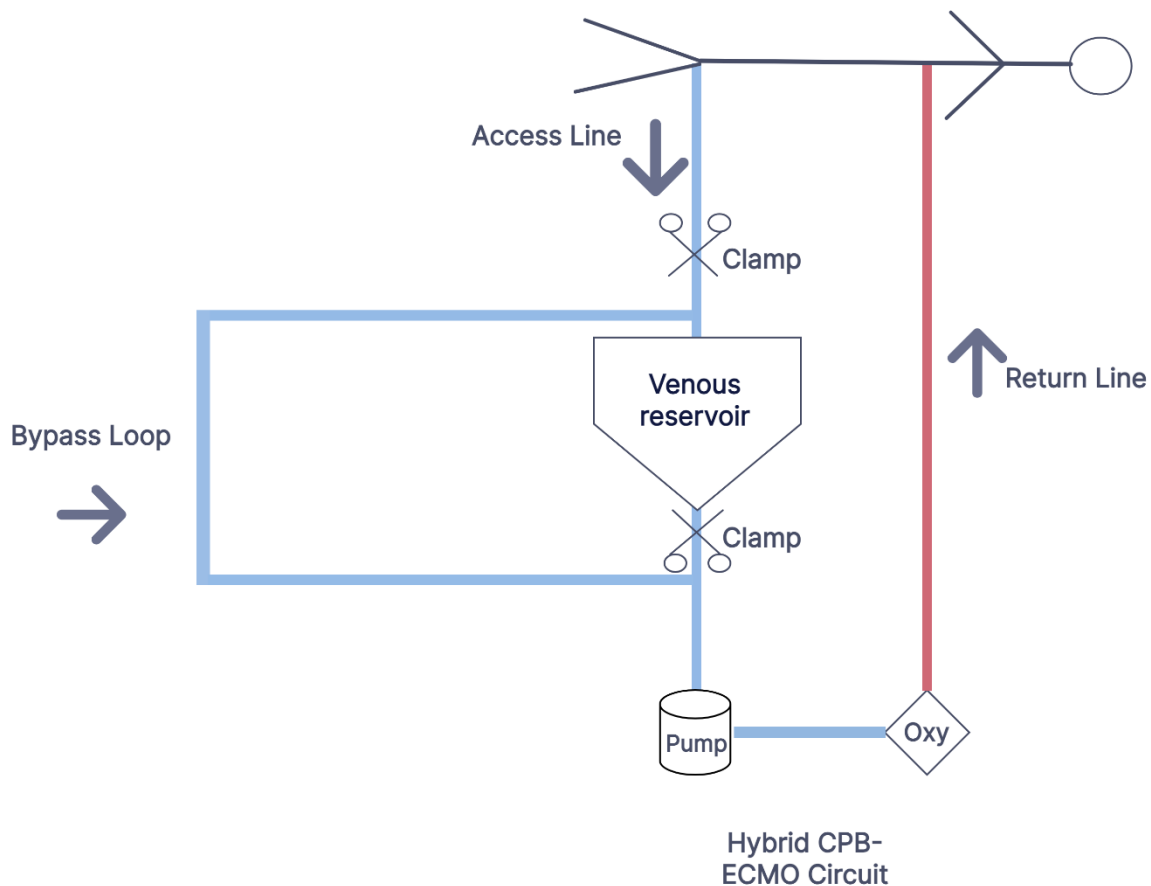 Access Line
Clamp
Venous
reservoir
Return Line
Bypass Loop
Clamp
Pump
Oxy
Hybrid CPB-
ECMO Circuit